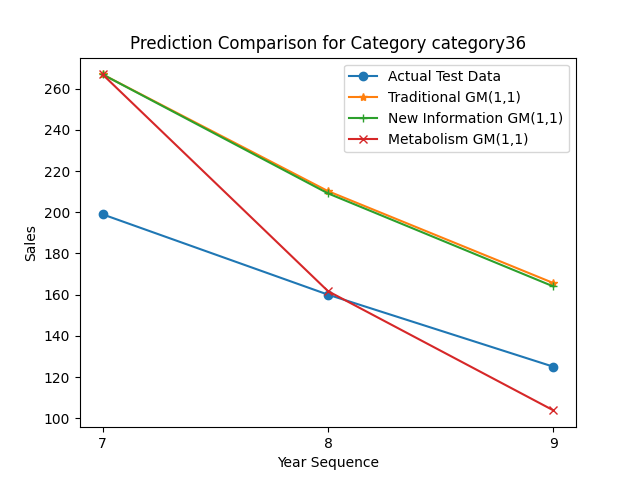 Prediction Comparison for Category category36
Actual Test Data
Traditional GM(1,1)
New Information GM(1,1)
Metabolism GM(1,1)
Sales
260
240
220
200
180
160
140
120
100
7
8
9
Year Sequence